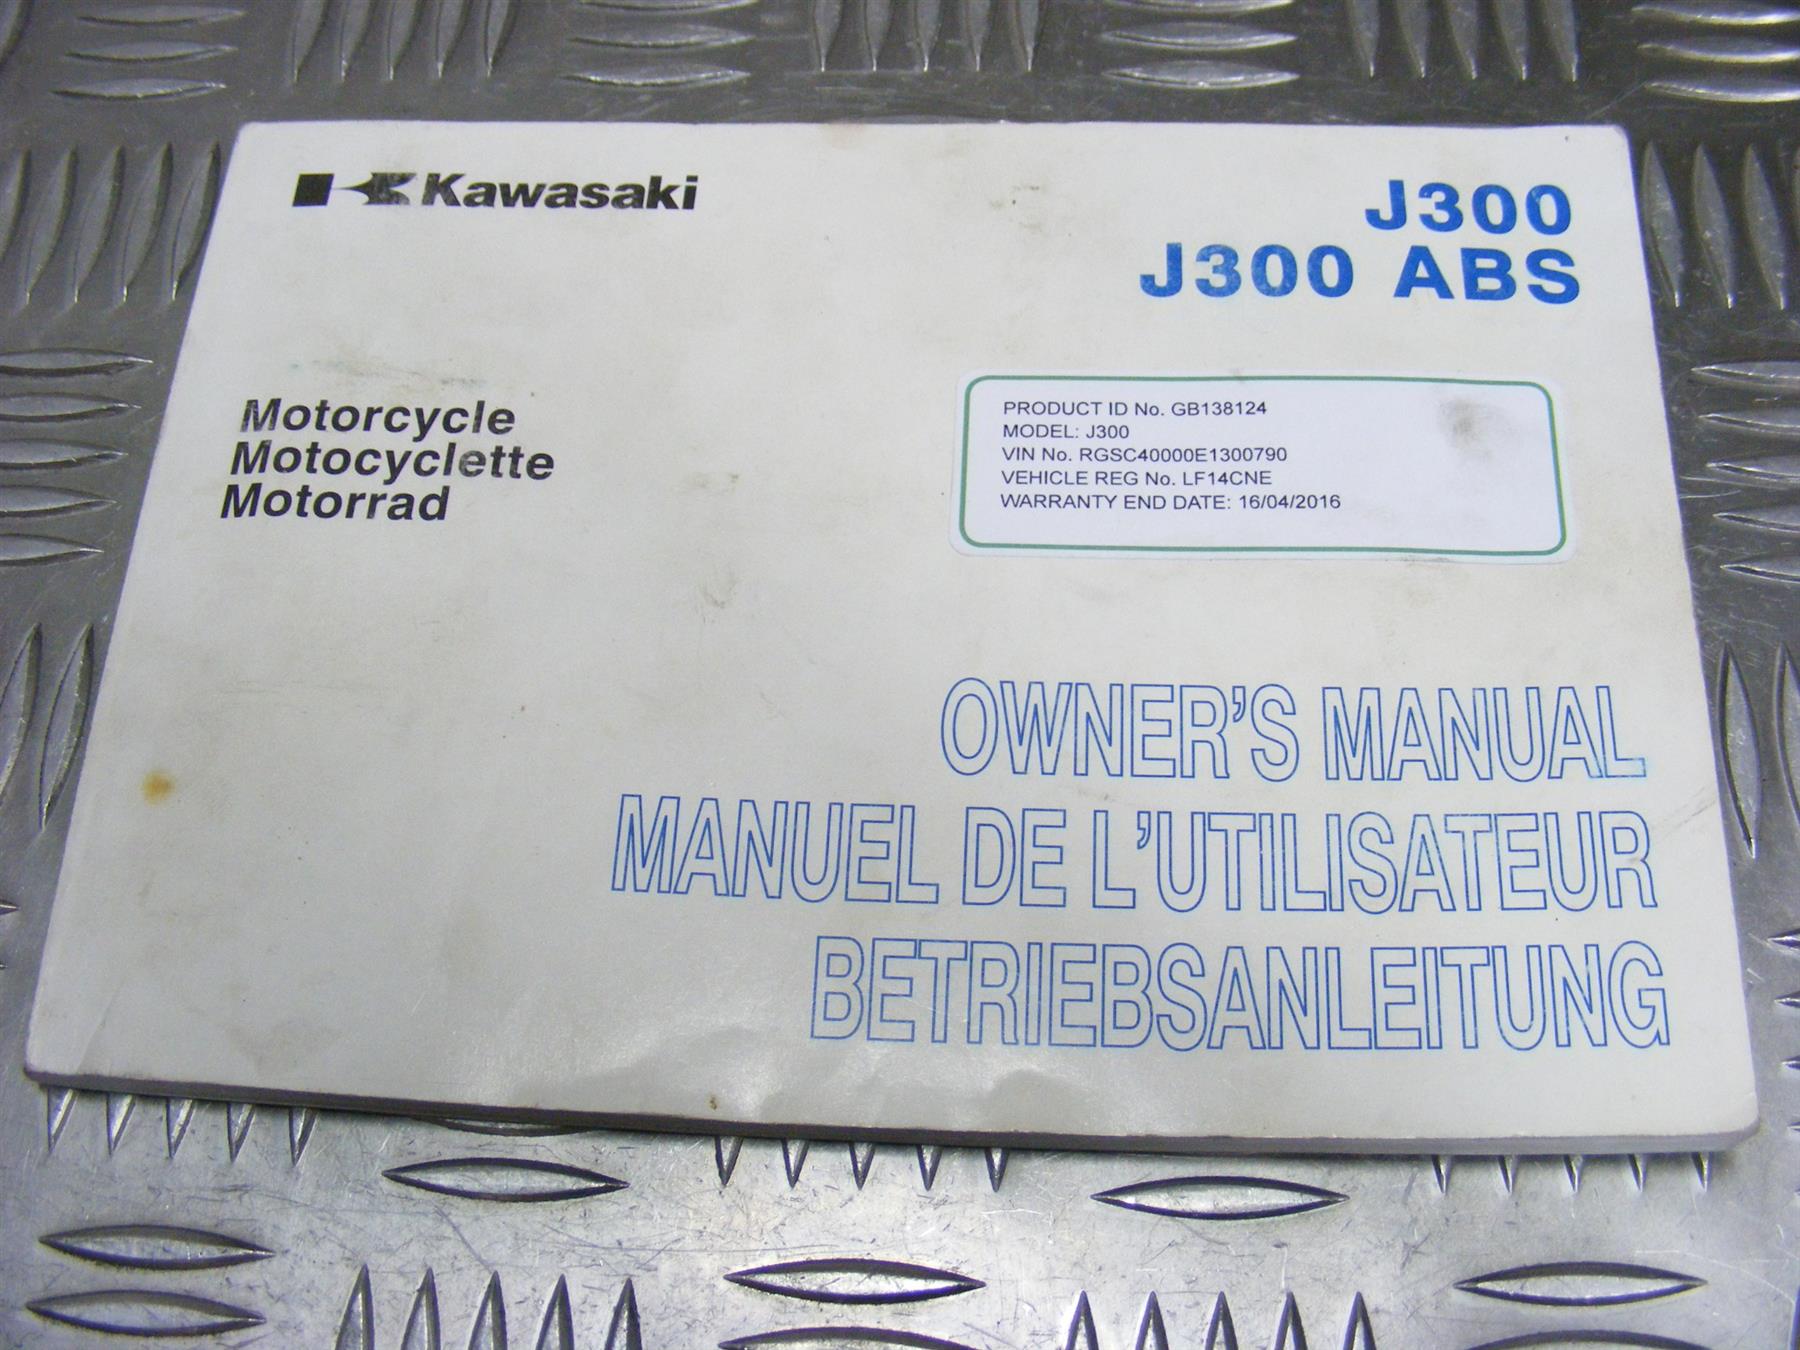 Kawasaki
J300
J300 ABS
Motorcycle
Motocyclette
Motorrad
PRODUCT ID No. GB138124
MODEL: J300
VIN No. RGSC40000E1300790
VEHICLE REG No. LF14CNE
WARRANTY END DATE: 16/04/2016
OWNER'S MANUAL
MANUEL DE L'UTILISATEUR
BETRIEBSANLEITUNG